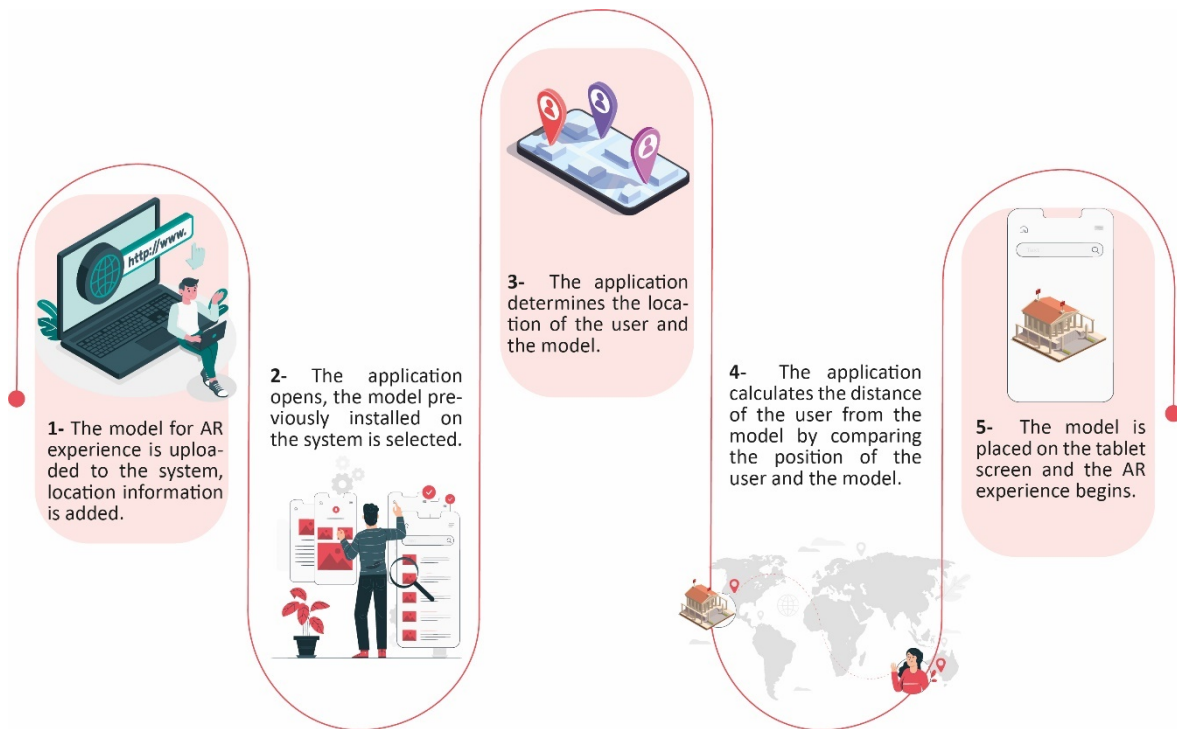 http://www.
1- The model for AR
experience is uploa-
ded to the system,
location information
is added.
2- The application
opens, the model pre-
viously installed on
the system is selected.
3- The application
determines the loca-
tion of the user and
the model.
4- The application
calculates the distance
of the user from the
model by comparing
the position of the
user and the model.
5- The model is
placed on the tablet
screen and the AR
experience begins.